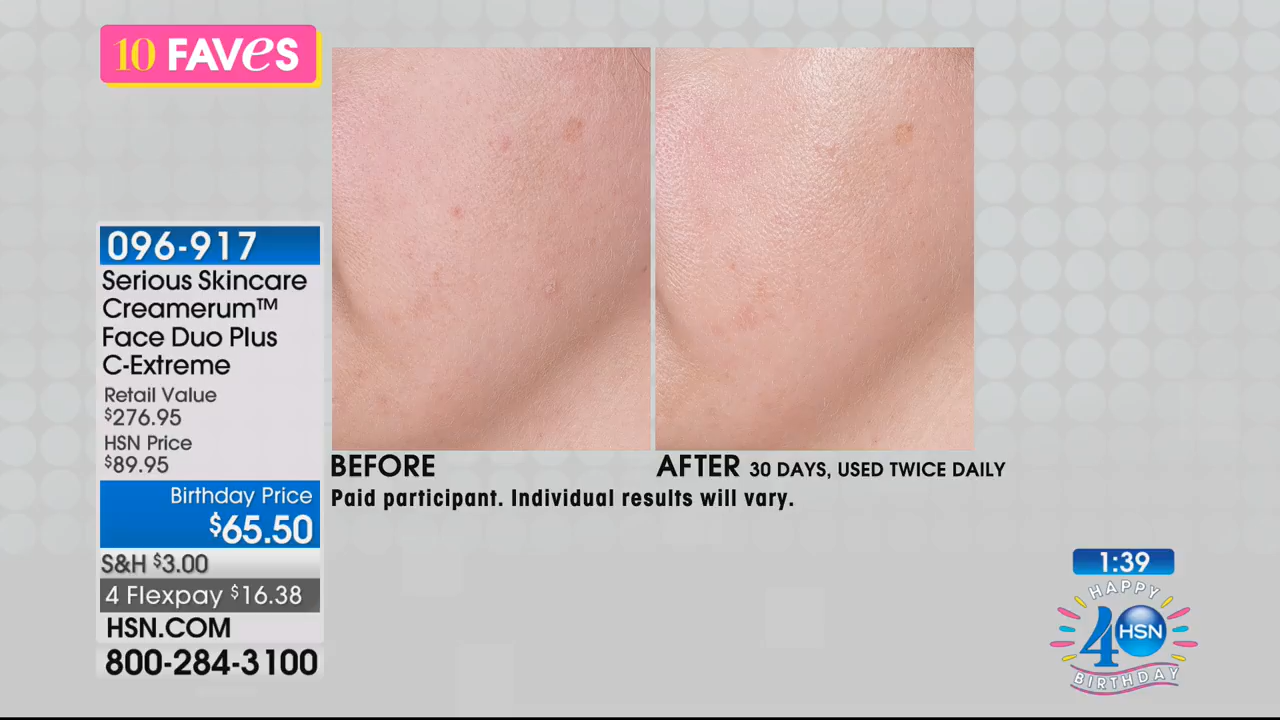 10 FAVeS
096-917
Serious Skincare
Creamerum™
Face Duo Plus
C-Extreme
Retail Value
$276.95
HSN Price
$89.95
Birthday Price
$65.50
S&H $3.00
4 Flexpay $16.38
HSN.COM
800-284-3100
BEFORE
AFTER 30 DAYS, USED TWICE DAILY
Paid participant. Individual results will vary.
1:39
HAPPY
40 HSN
BIRTHDAY